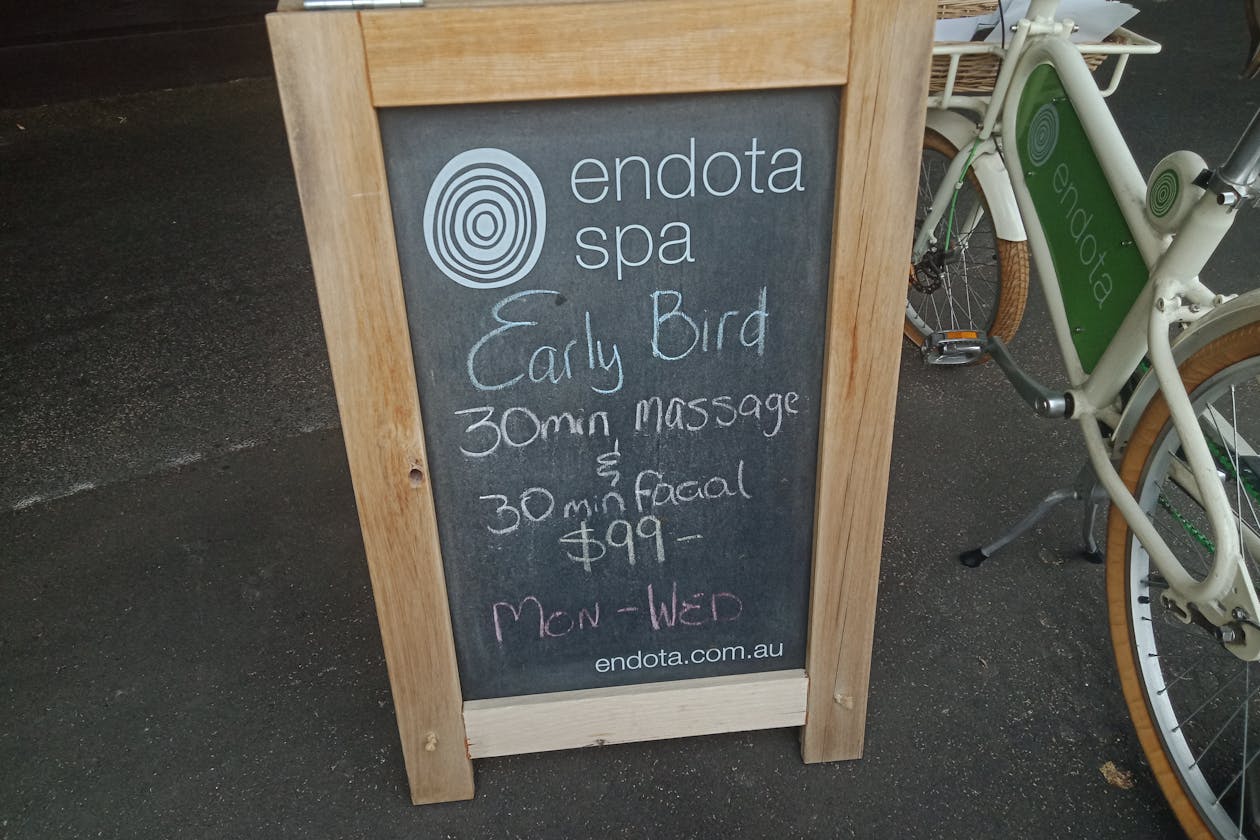 endota
spa
Early Bird
30min massage
&
30min facial
$99-
MON-WED
endota.com.au
endota